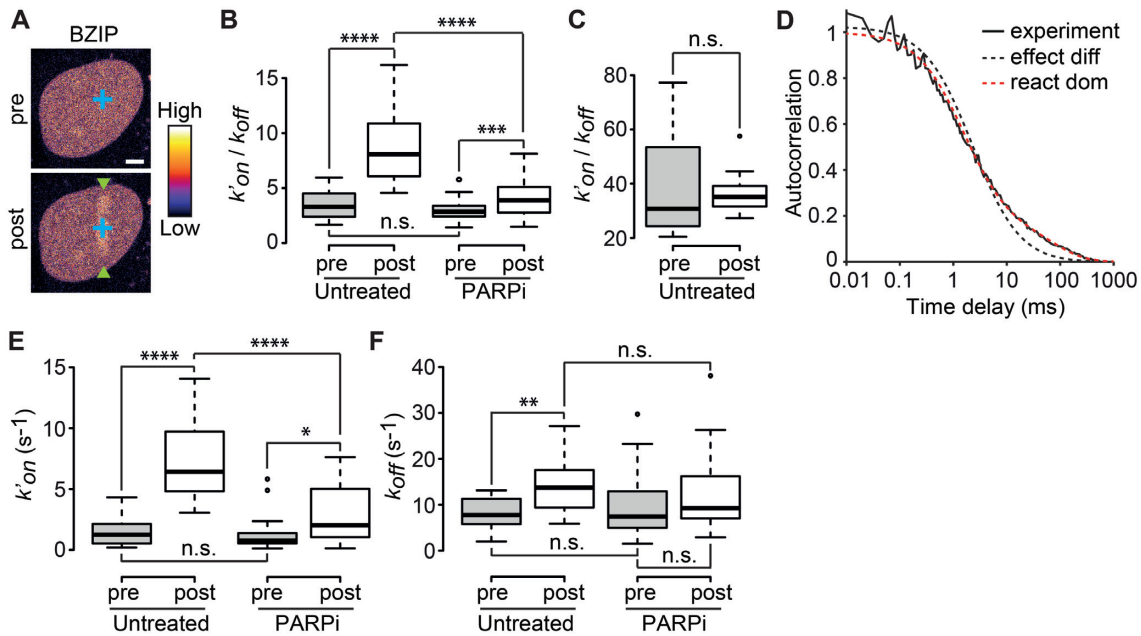 A
BZIP
pre
post
High
Low
B
k'on / koff
15
10
5
0
****
****
***
n.s.
pre post pre post
Untreated PARPi
C
k'on / koff
80
60
40
20
n.s.
pre post
Untreated
D
Autocorrelation
1
0.8
0.6
0.4
0.2
0
experiment
effect diff
react dom
0.01 0.1 1 10 100 1000
Time delay (ms)
E
k'on (s-1)
15
10
5
0
****
****
*
n.s.
pre post pre post
Untreated PARPi
F
koff (s-1)
40
30
20
10
0
n.s.
**
n.s.
n.s.
pre post pre post
Untreated PARPi